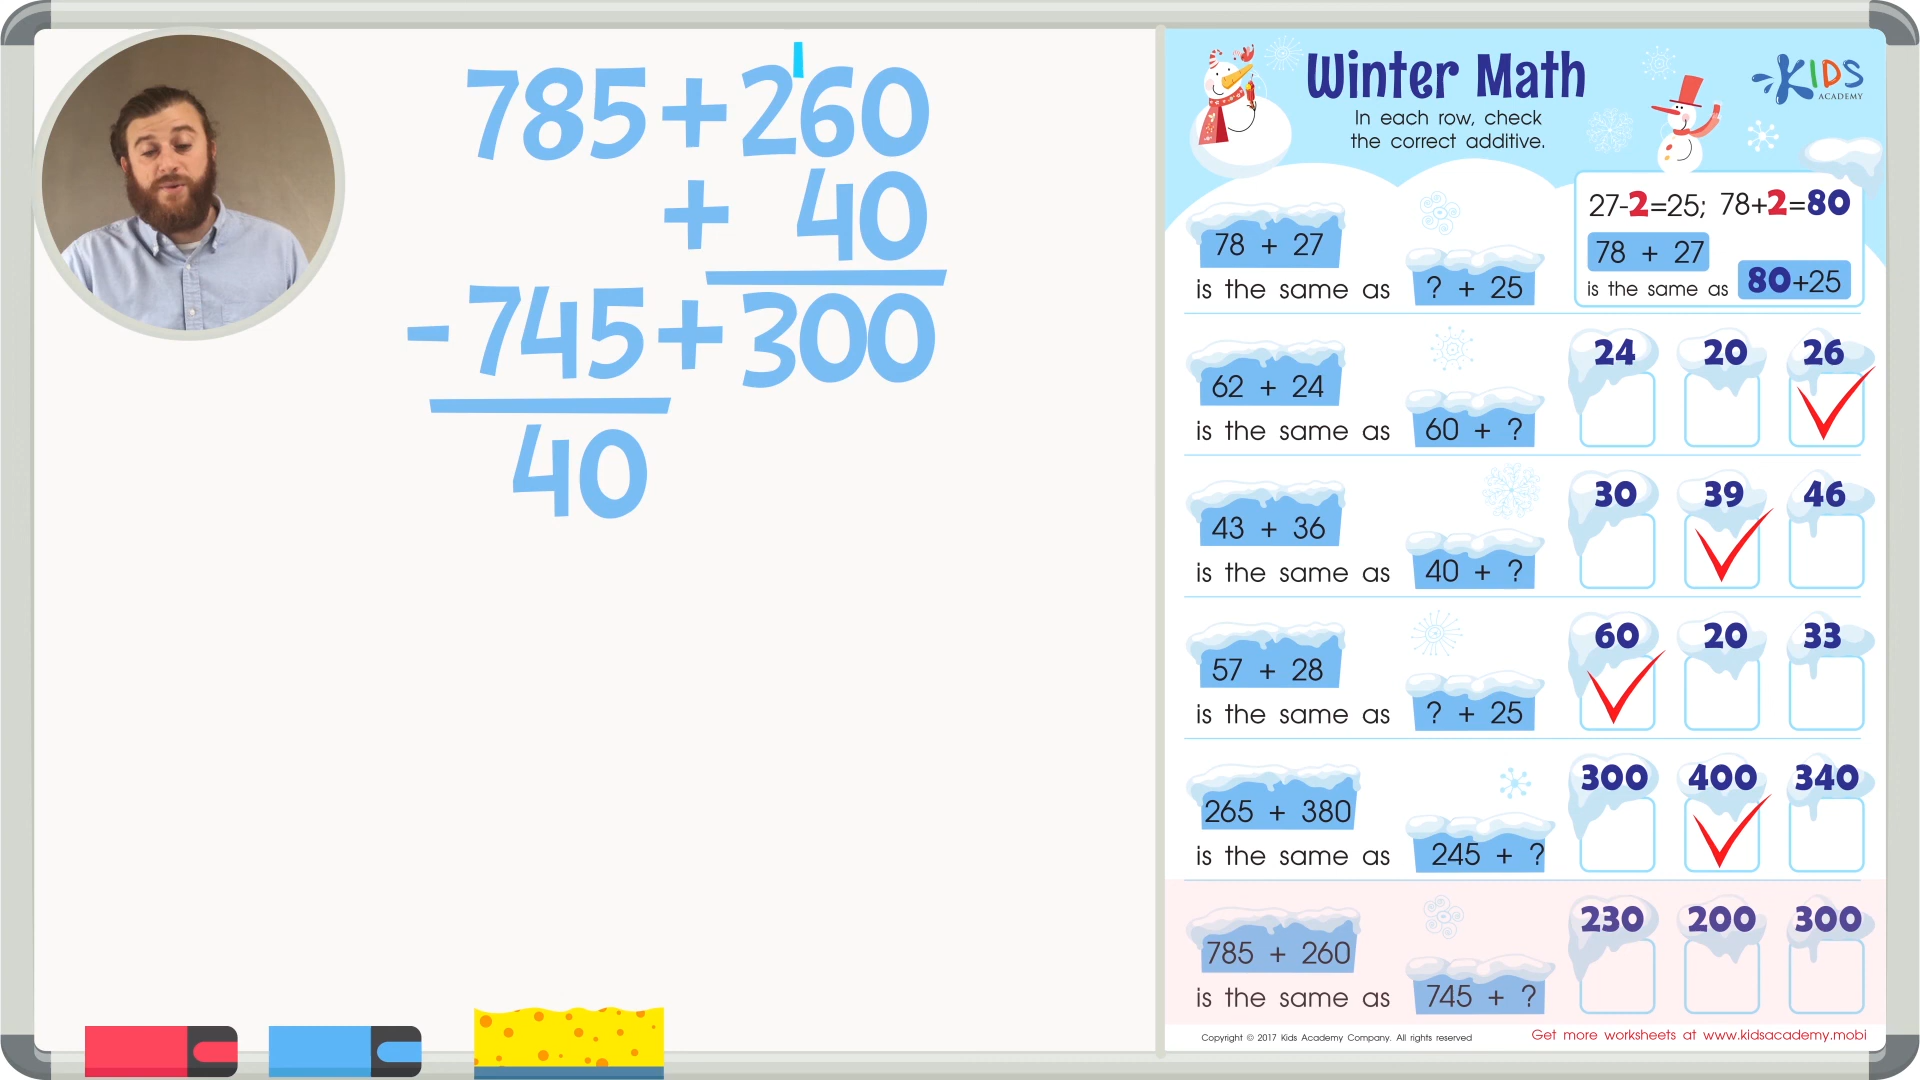 785+260
1
+ 40
-745+300
40
Winter Math
In each row, check
the correct additive.
KIDS
ACADEMY
27-2=25; 78+2=80
78 + 27
is the same as 80+25
78 + 27
is the same as ? + 25
62 + 24
is the same as 60 + ?
24 20 26
43 + 36
is the same as 40 + ?
30 39 46
57 + 28
is the same as ? + 25
60 20 33
265 + 380
is the same as 245 + ?
300 400 340
785 + 260
is the same as 745 + ?
230 200 300
Copyright © 2017 Kids Academy Company. All rights reserved
Get more worksheets at www.kidsacademy.mobi